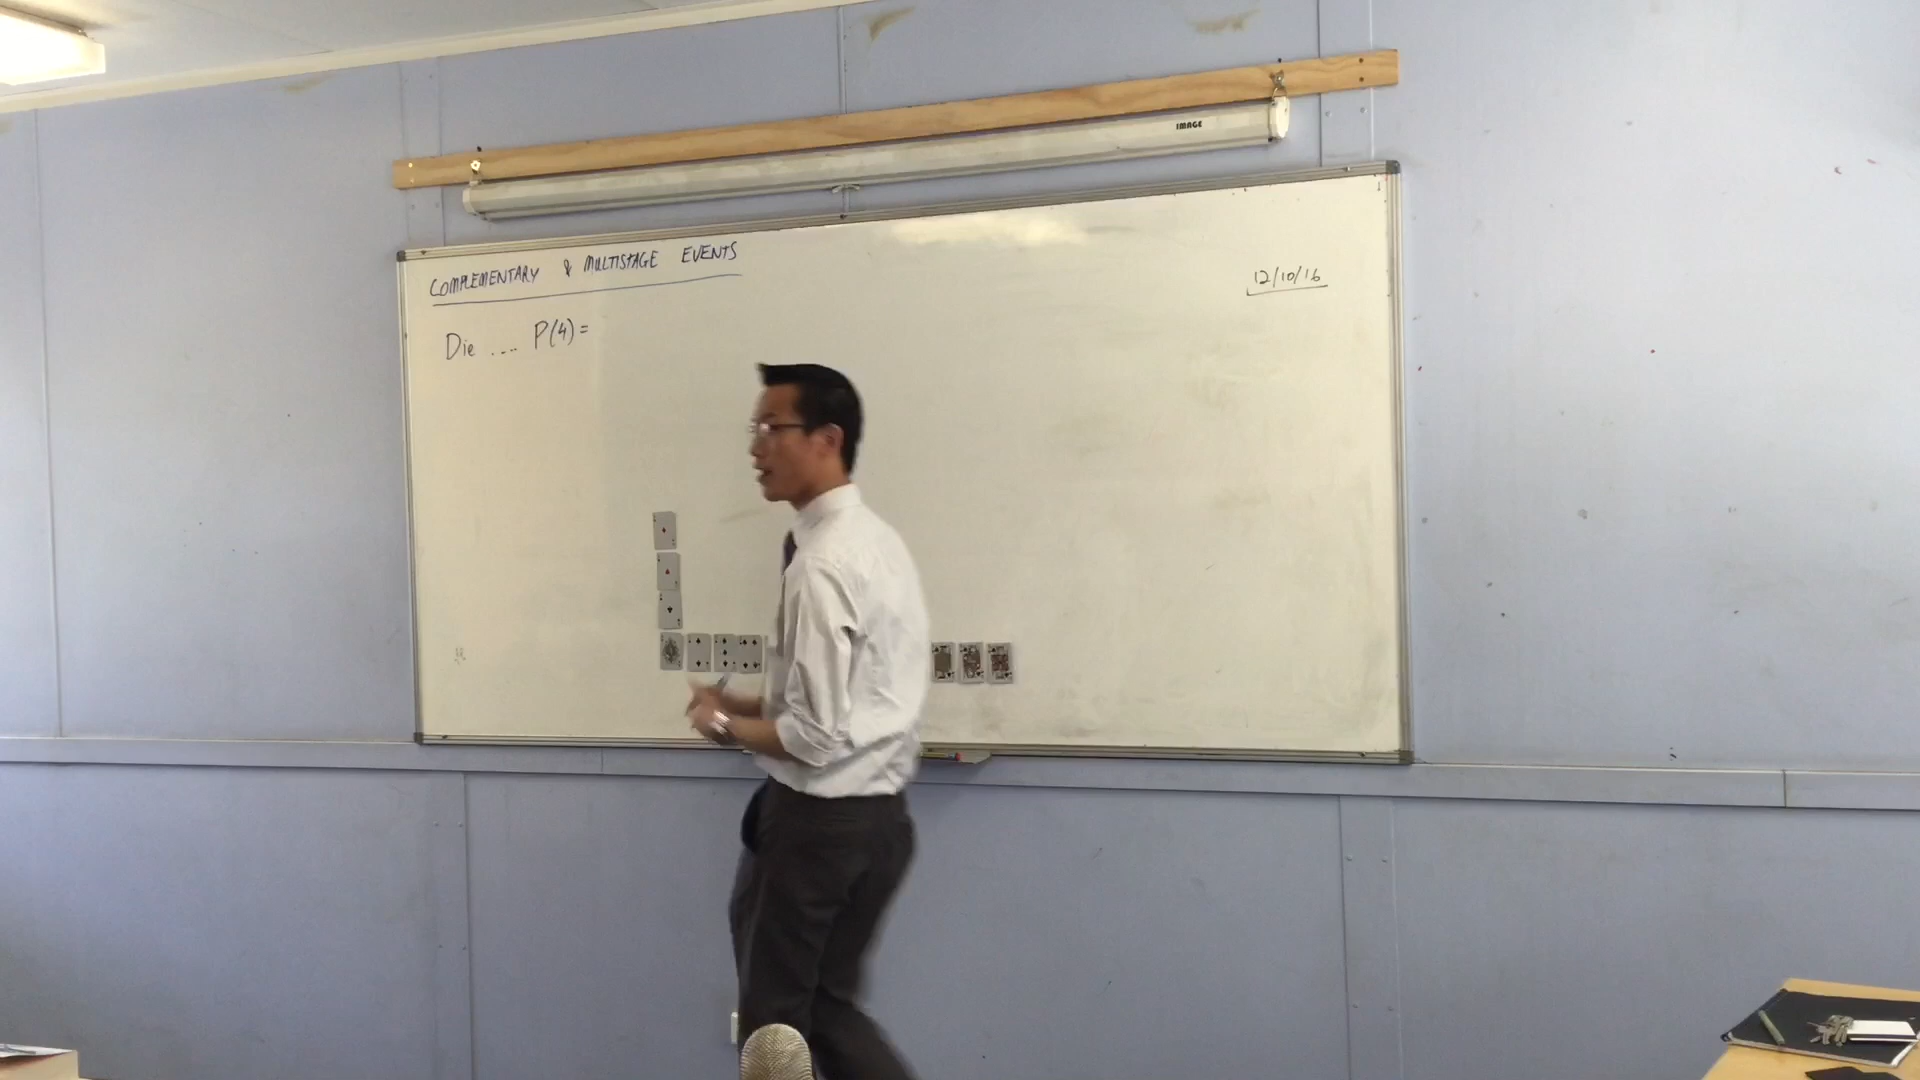 IMAGE
COMPLEMENTARY & MULTISTAGE EVENTS
12/10/16
Die .... P(4) =